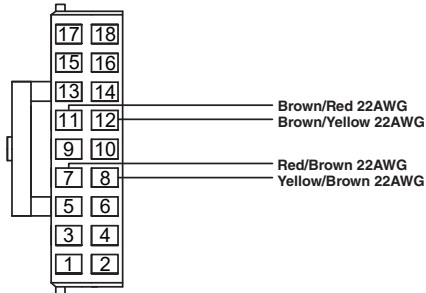 17 18
15 16
13 14
11 12
Brown/Red 22AWG
Brown/Yellow 22AWG
9 10
7 8
Red/Brown 22AWG
Yellow/Brown 22AWG
5 6
3 4
1 2